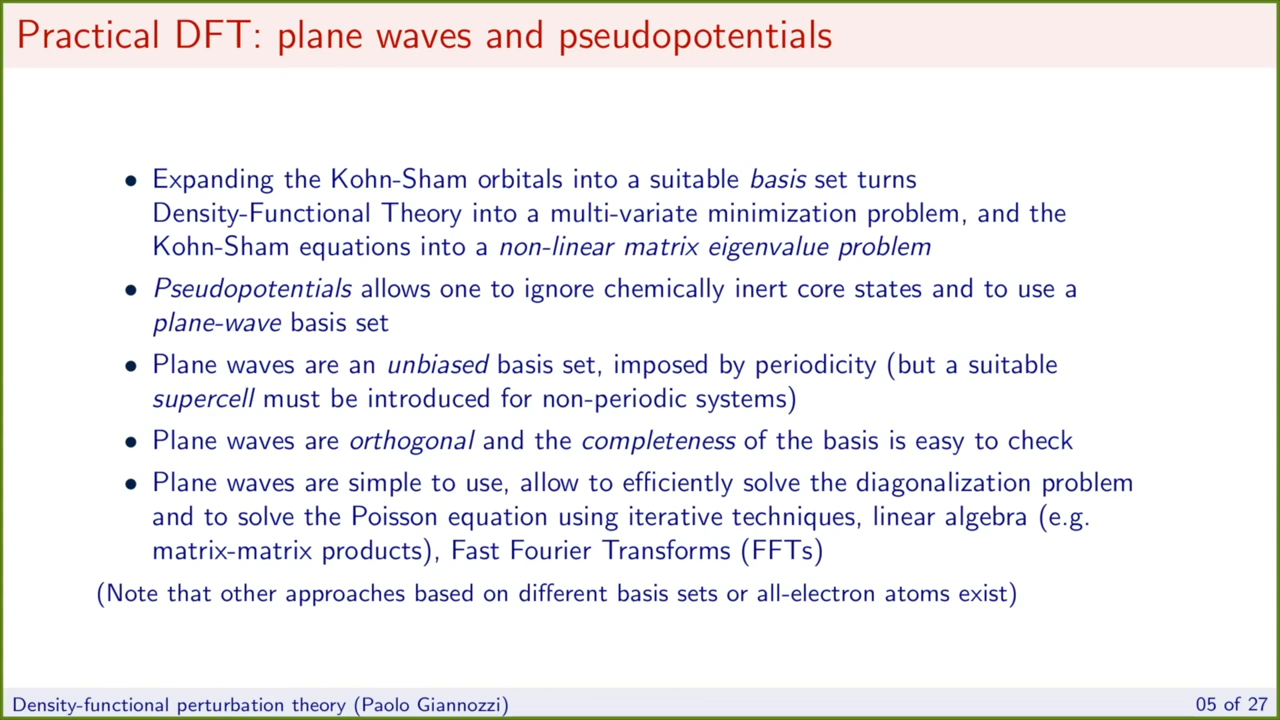 Practical DFT: plane waves and pseudopotentials
• Expanding the Kohn-Sham orbitals into a suitable basis set turns
Density-Functional Theory into a multi-variate minimization problem, and the
Kohn-Sham equations into a non-linear matrix eigenvalue problem
• Pseudopotentials allows one to ignore chemically inert core states and to use a
plane-wave basis set
• Plane waves are an unbiased basis set, imposed by periodicity (but a suitable
supercell must be introduced for non-periodic systems)
• Plane waves are orthogonal and the completeness of the basis is easy to check
• Plane waves are simple to use, allow to efficiently solve the diagonalization problem
and to solve the Poisson equation using iterative techniques, linear algebra (e.g.
matrix-matrix products), Fast Fourier Transforms (FFTs)
(Note that other approaches based on different basis sets or all-electron atoms exist)
Density-functional perturbation theory (Paolo Giannozzi) 05 of 27